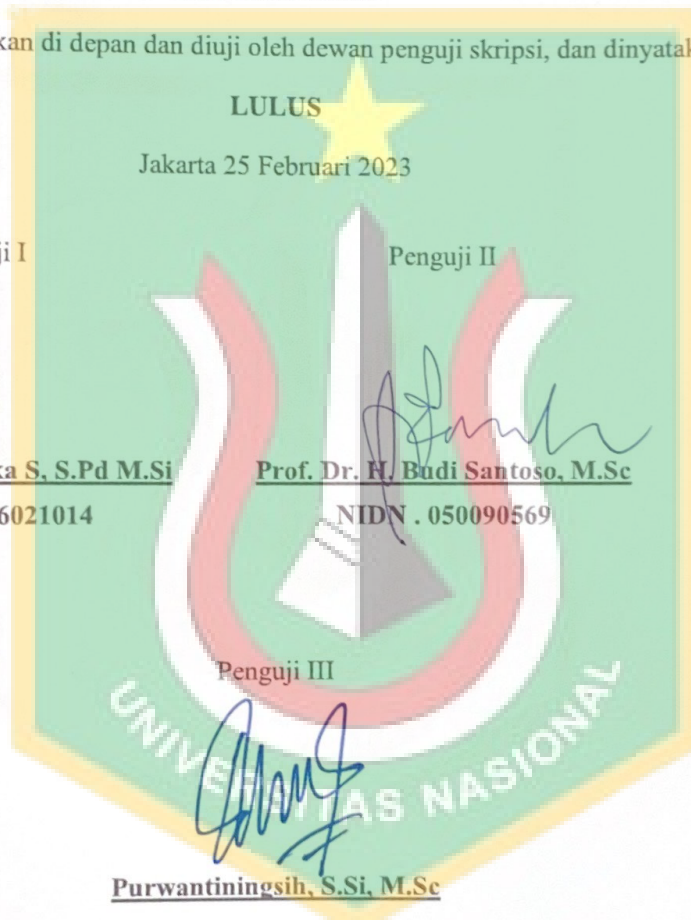 kan di depan dan diuji oleh dewan penguji skripsi, dan dinyatak
LULUS
Jakarta 25 Februari 2023
ji I
Penguji II
ka S, S.Pd M.Si
Prof. Dr. H. Budi Santoso, M.Sc
6021014
NIDN . 050090569
Penguji III
UNIVERSITAS NASIONAL
Purwantiningsih, S.Si, M.Sc